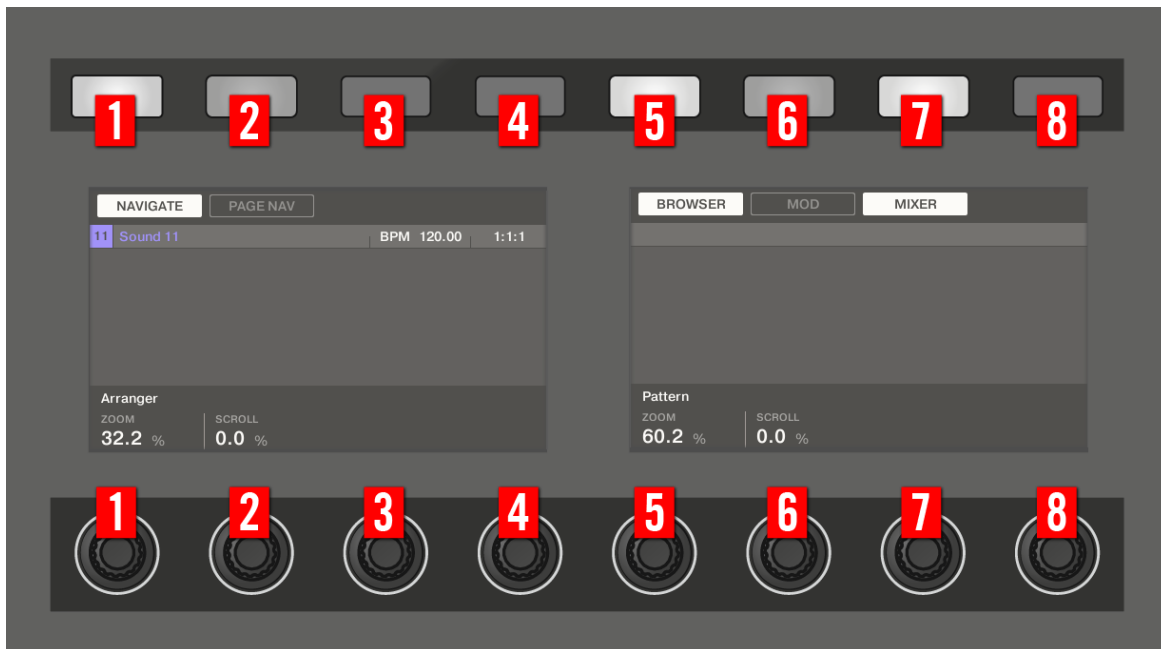 1 2 3 4 5 6 7 8
NAVIGATE PAGE NAV
11 Sound 11 BPM 120.00 1:1:1
Arranger
ZOOM SCROLL
32.2 % 0.0 %
BROWSER MOD MIXER
Pattern
ZOOM SCROLL
60.2 % 0.0 %
1 2 3 4 5 6 7 8